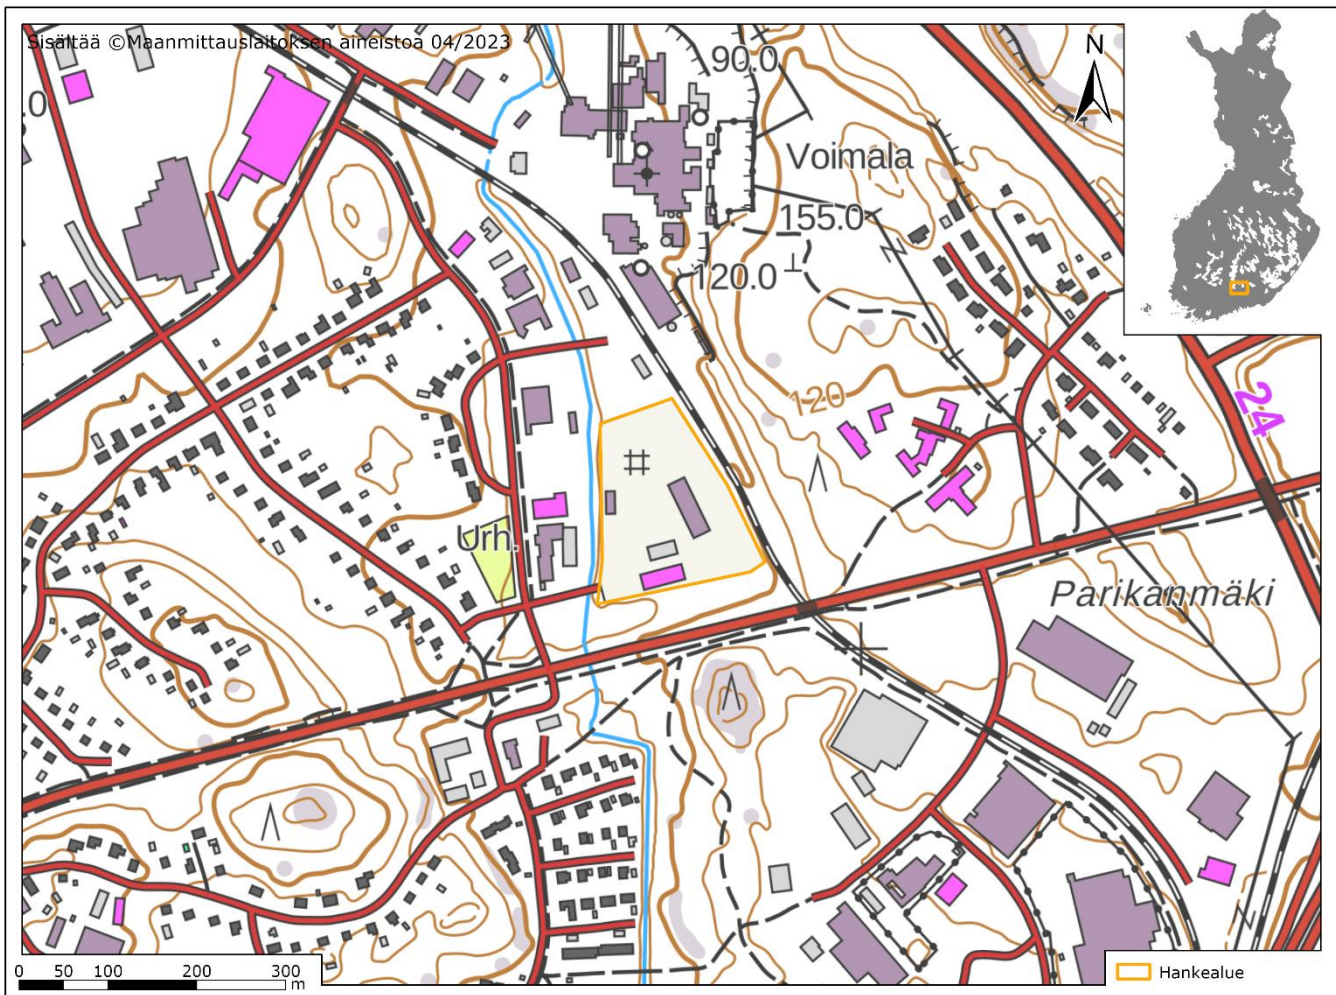 Sisältää ©Maanmittauslaitoksen aineistoa 04/2023
N
90.0
.0
Voimala
155.0
120.0
120
24
Urh.
Parikanmäki
0 50 100 200 300
m
Hankealue